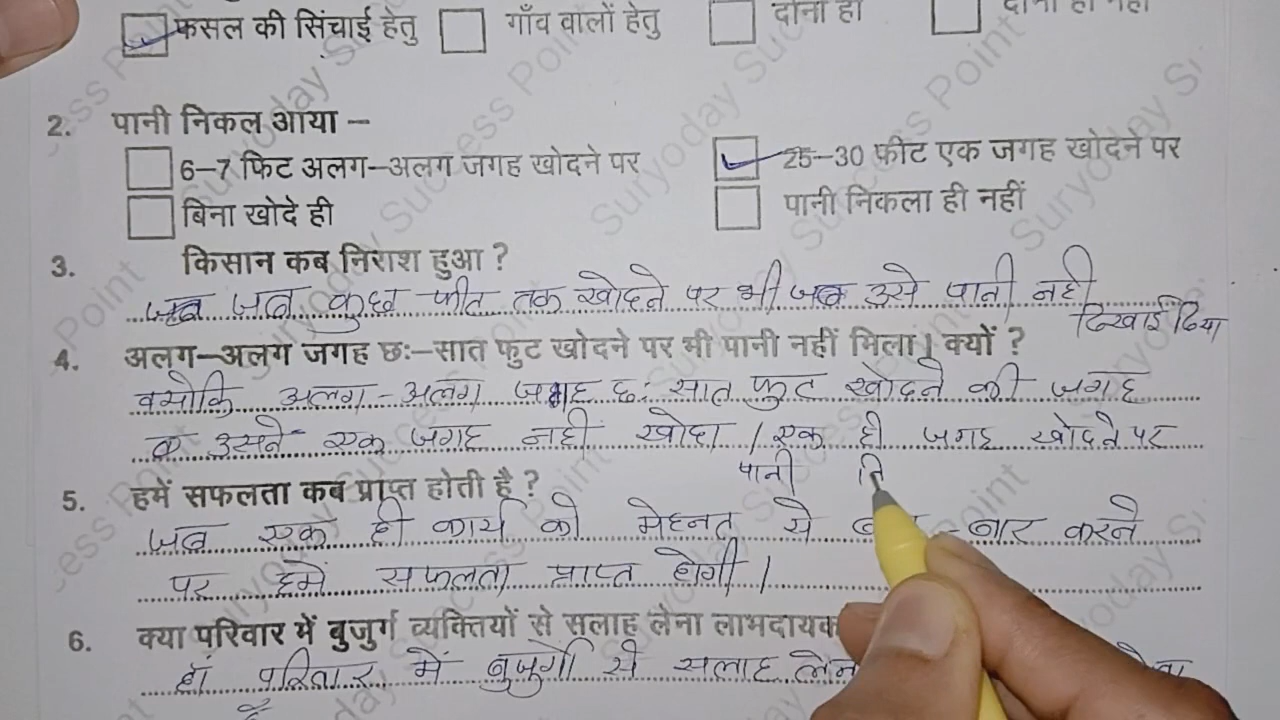 फसल की सिंचाई हेतु गाँव वालों हेतु दोनों ही
2. पानी निकल आया –
6–7 फिट अलग–अलग जगह खोदने पर 25–30 फीट एक जगह खोदने पर
बिना खोदे ही पानी निकला ही नहीं
3. किसान कब निराश हुआ ?
जब कुछ फीट तक खोदने पर भी जब उसे पानी नही
दिखाई दिया
4. अलग–अलग जगह छः–सात फुट खोदने पर भी पानी नहीं मिला। क्यों ?
क्योकि अलग-अलग जगह छः सात फुट खोदने की जगह
उसने एक जगह नही खोदा। एक ही जगह खोदने पर
पानी नि
5. हमें सफलता कब प्राप्त होती है ?
जब एक ही कार्य को मेहनत से बार-बार करने
पर हमें सफलता प्राप्त होगी।
6. क्या परिवार में बुजुर्ग व्यक्तियों से सलाह लेना लाभदायक
हाँ परिवार में बुजुर्गो से सलाह लेना
है
Suryoday Success Point